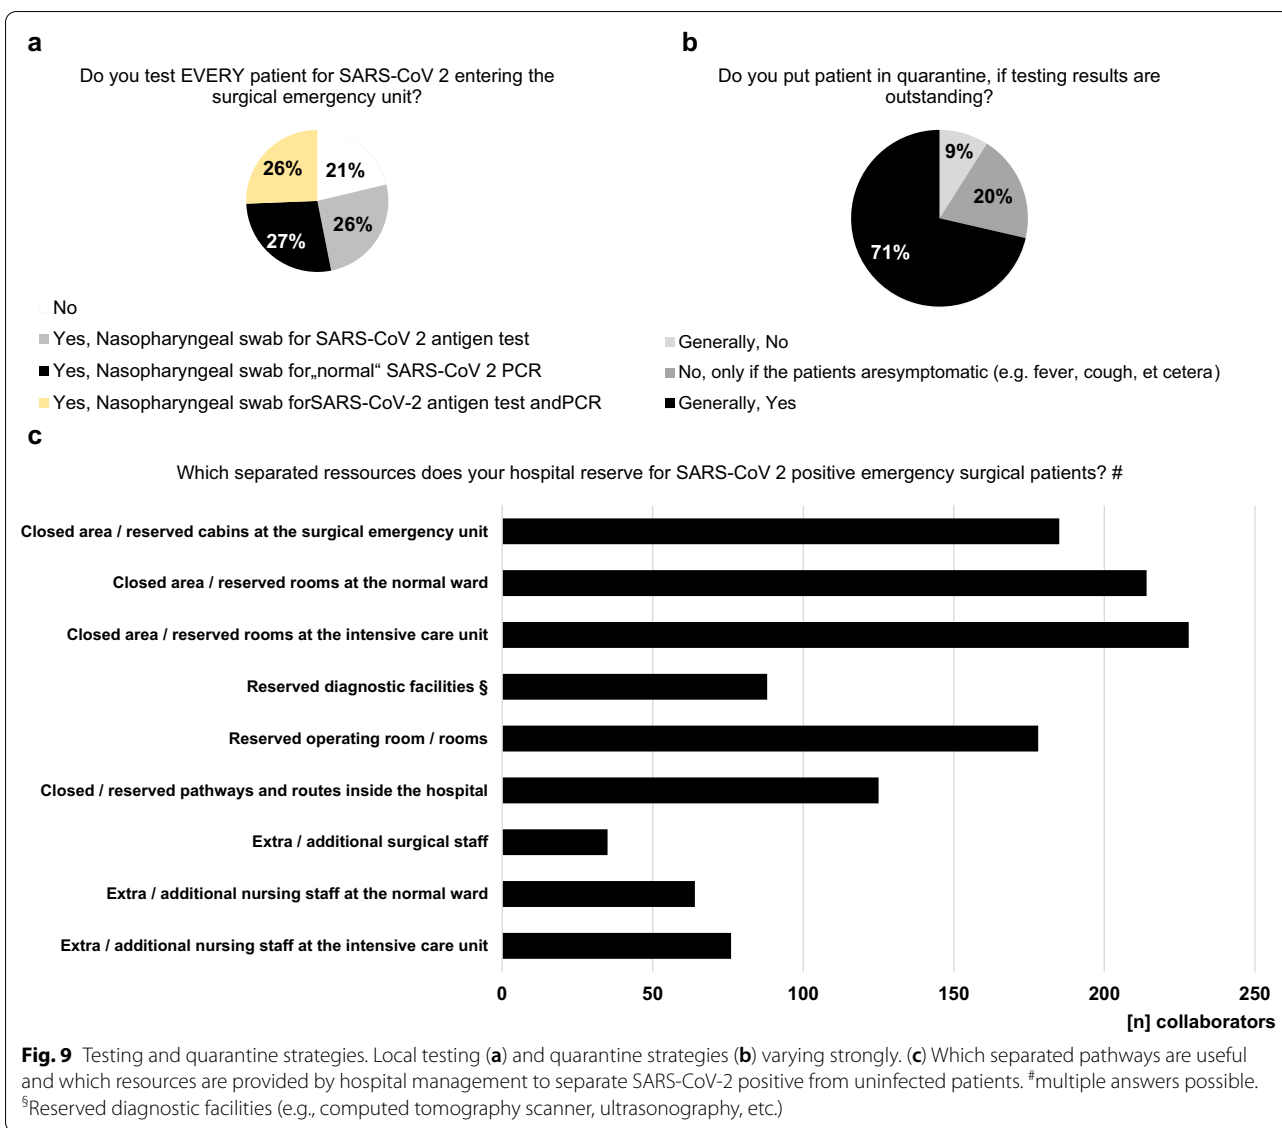 a
Do you test EVERY patient for SARS-CoV 2 entering the
surgical emergency unit?
26%
21%
27%
26%
No
Yes, Nasopharyngeal swab for SARS-CoV 2 antigen test
Yes, Nasopharyngeal swab for„normal“ SARS-CoV 2 PCR
Yes, Nasopharyngeal swab forSARS-CoV-2 antigen test andPCR
b
Do you put patient in quarantine, if testing results are
outstanding?
9%
20%
71%
Generally, No
No, only if the patients aresymptomatic (e.g. fever, cough, et cetera)
Generally, Yes
c
Which separated ressources does your hospital reserve for SARS-CoV 2 positive emergency surgical patients? #
Closed area / reserved cabins at the surgical emergency unit
Closed area / reserved rooms at the normal ward
Closed area / reserved rooms at the intensive care unit
Reserved diagnostic facilities §
Reserved operating room / rooms
Closed / reserved pathways and routes inside the hospital
Extra / additional surgical staff
Extra / additional nursing staff at the normal ward
Extra / additional nursing staff at the intensive care unit
0 50 100 150 200 250
[n] collaborators
Fig. 9 Testing and quarantine strategies. Local testing (a) and quarantine strategies (b) varying strongly. (c) Which separated pathways are useful
and which resources are provided by hospital management to separate SARS-CoV-2 positive from uninfected patients. #multiple answers possible.
§Reserved diagnostic facilities (e.g., computed tomography scanner, ultrasonography, etc.)